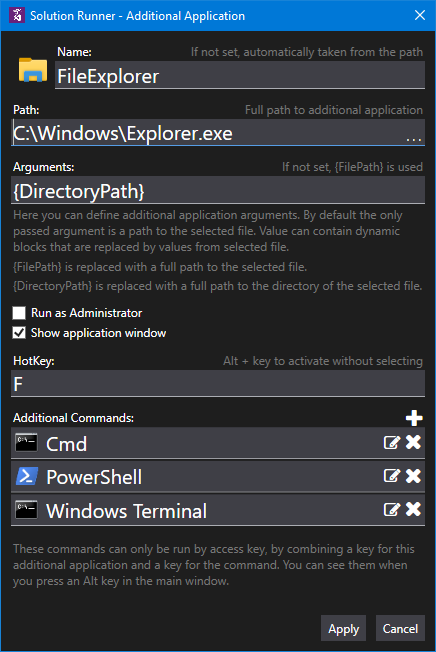 Solution Runner - Additional Application
Name: If not set, automatically taken from the path
FileExplorer
Path: Full path to additional application
C:\Windows\Explorer.exe ...
Arguments: If not set, {FilePath} is used
{DirectoryPath}
Here you can define additional application arguments. By default the only
passed argument is a path to the selected file. Value can contain dynamic
blocks that are replaced by values from selected file.
{FilePath} is replaced with a full path to the selected file.
{DirectoryPath} is replaced with a full path to the directory of the selected file.
Run as Administrator
Show application window
HotKey: Alt + key to activate without selecting
F
Additional Commands:
Cmd
PowerShell
Windows Terminal
These commands can only be run by access key, by combining a key for this
additional application and a key for the command. You can see them when
you press an Alt key in the main window.
Apply Cancel